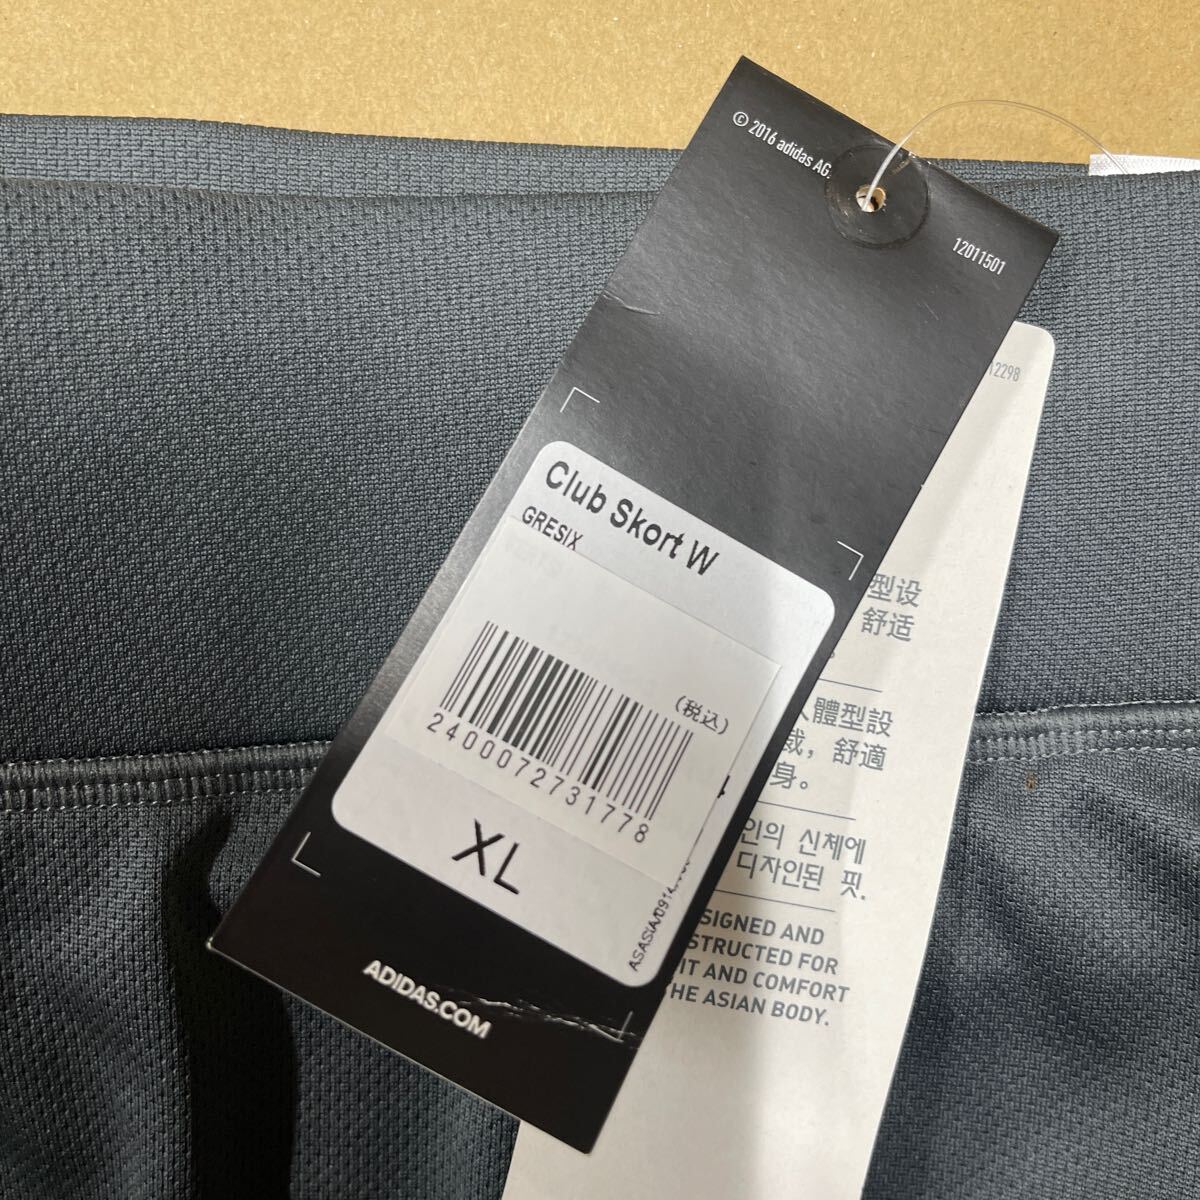 © 2016 adidas AG.
12011501
12298
Club Skort W
GRESIX
(税込)
2400072731778
XL
ADIDAS.COM
型设
舒适
體型設
裁，舒適
身。
인의 신체에
디자인된 핏.
SIGNED AND
STRUCTURED FOR
IT AND COMFORT
HE ASIAN BODY.